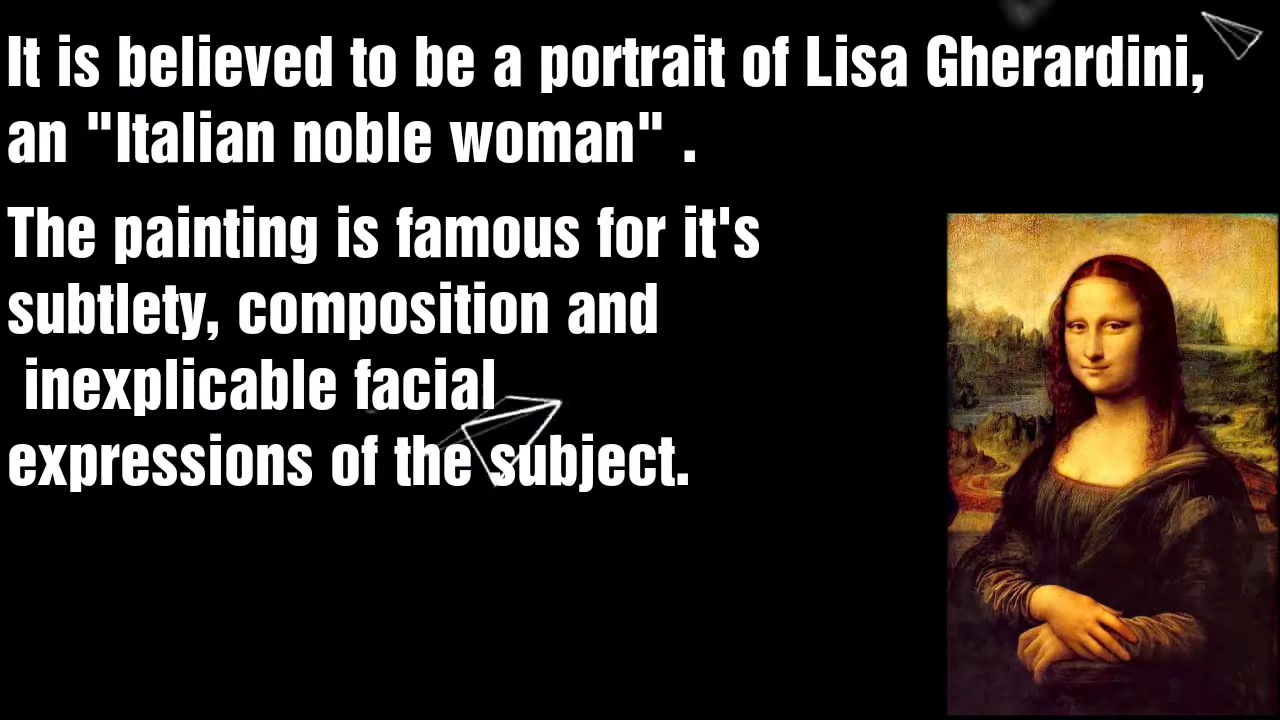 It is believed to be a portrait of Lisa Gherardini,
an "Italian noble woman" .
The painting is famous for it's
subtlety, composition and
inexplicable facial
expressions of the subject.